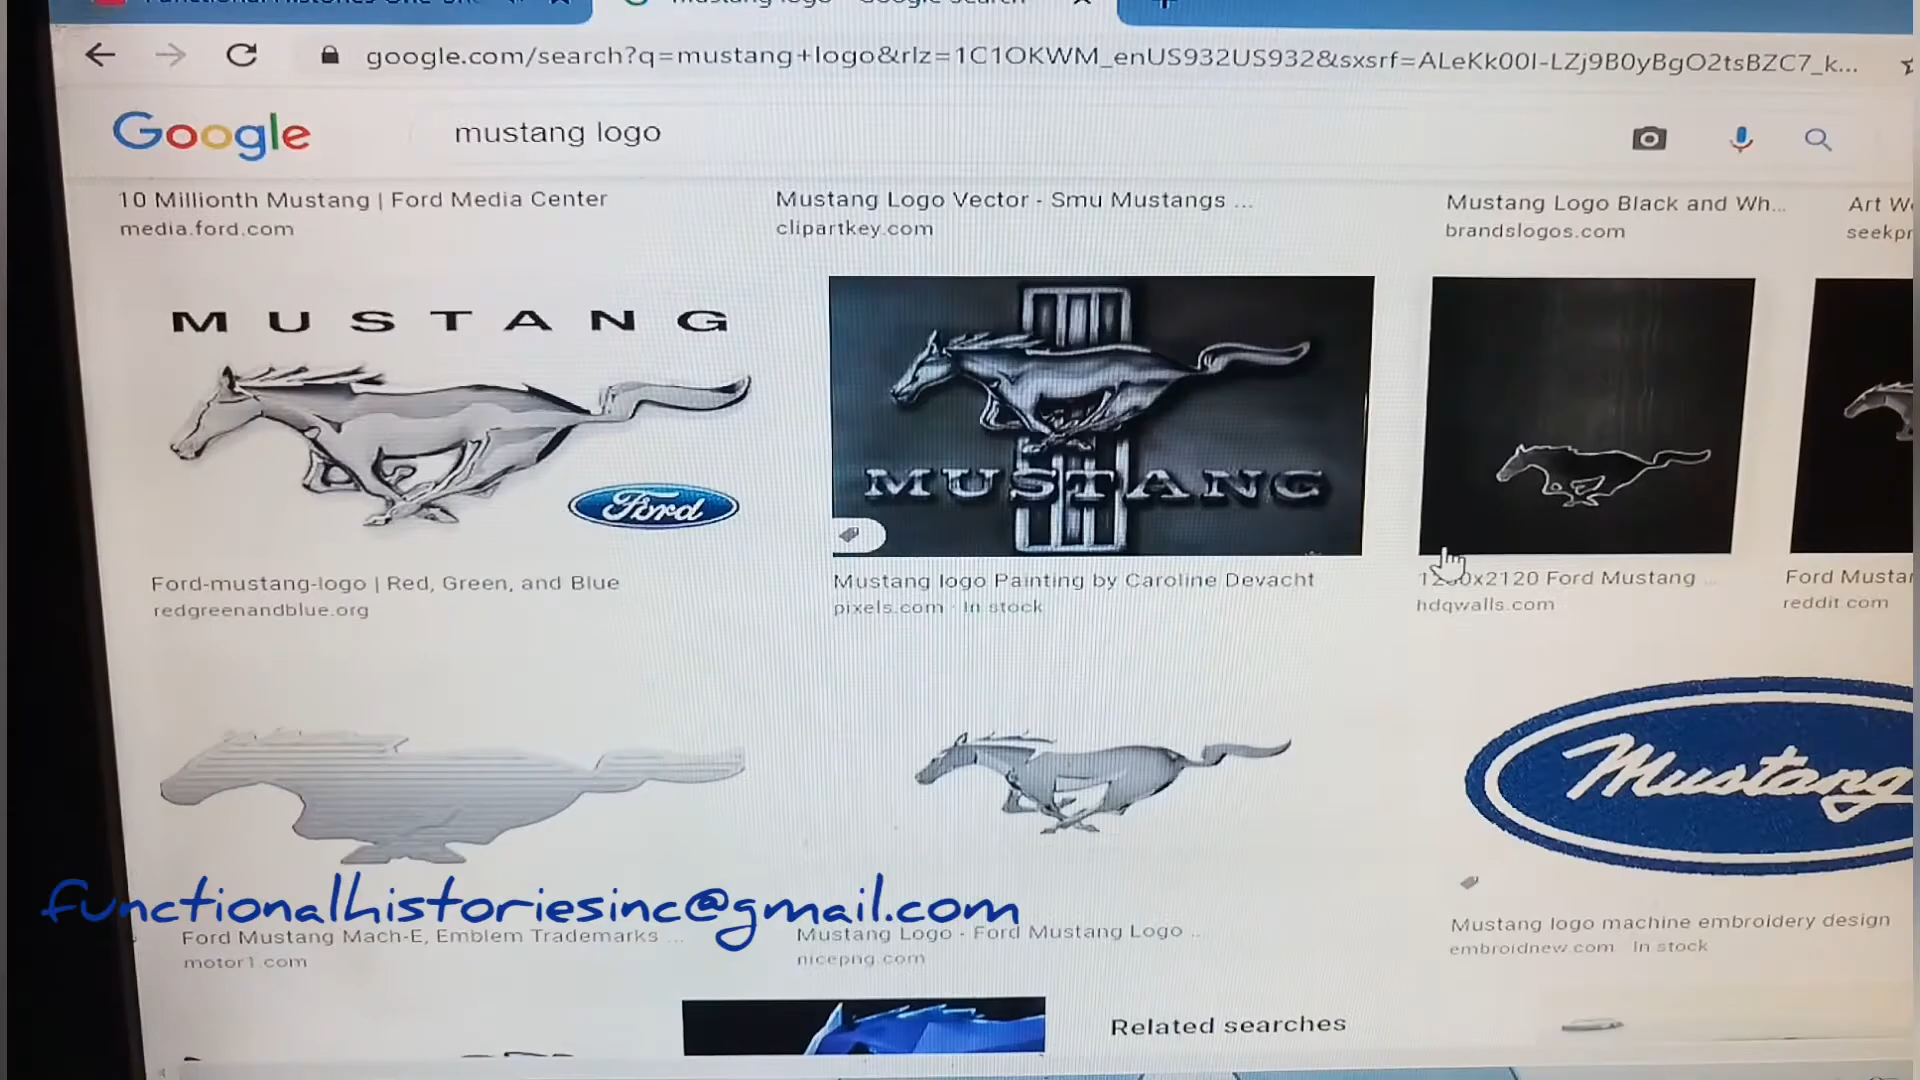 google.com/search?q=mustang+logo&rlz=1C1OKWM_enUS932US932&sxsrf=ALeKk00I-LZj9B0yBgO2tsBZC7_k...
Google
mustang logo
10 Millionth Mustang | Ford Media Center
media.ford.com
Mustang Logo Vector - Smu Mustangs ...
clipartkey.com
Mustang Logo Black and Wh...
brandslogos.com
Art
seekpr
MUSTANG
Ford
Ford-mustang-logo | Red, Green, and Blue
redgreenandblue.org
MUSTANG
Mustang logo Painting by Caroline Devacht
pixels.com · In stock
Ford Mustang ...
hdqwalls.com
Ford Mustan
reddit.com
Ford Mustang Mach-E, Emblem Trademarks ...
motor1.com
Mustang Logo - Ford Mustang Logo ...
nicepng.com
Mustang
Mustang logo machine embroidery design
embroidnew.com · In stock
functionalhistoriesinc@gmail.com
Related searches